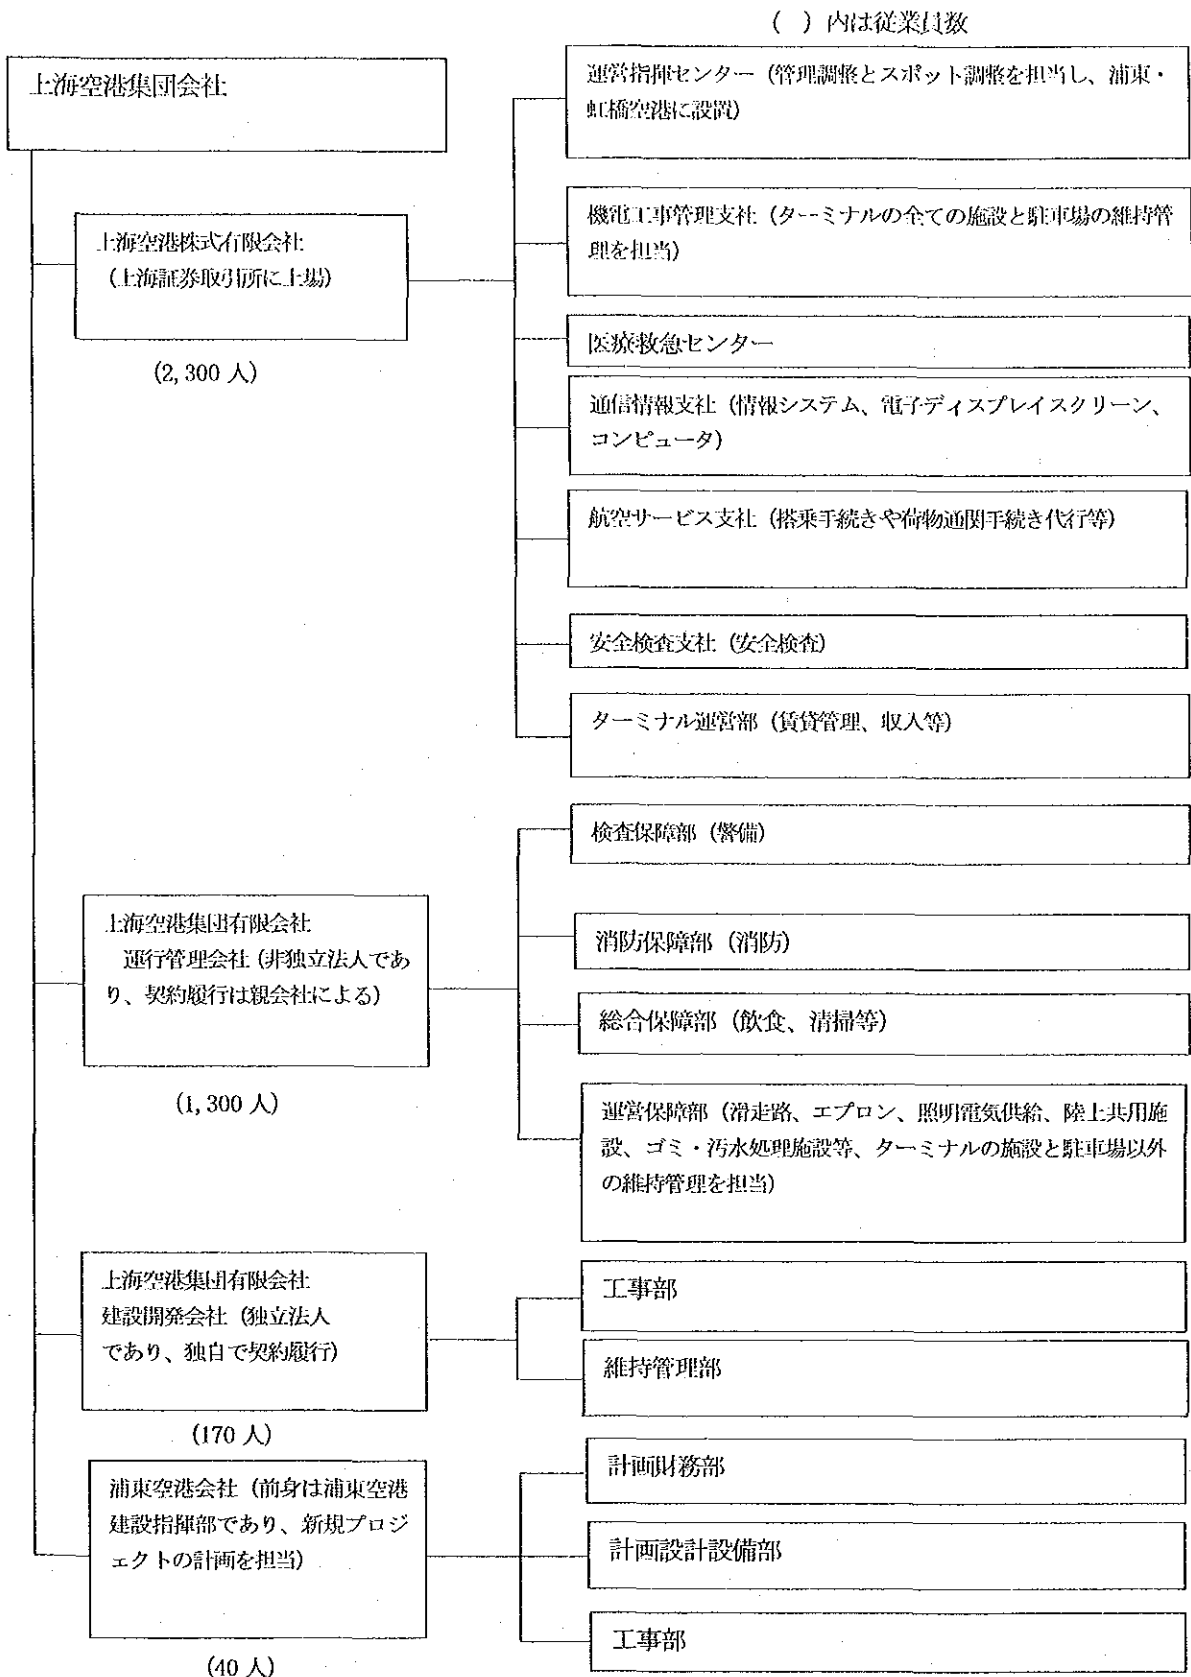 ( ) 内は従業員数
上海空港集団会社
運営指揮センター (管理調整とスポット調整を担当し、浦東・
虹橋空港に設置)
機電工事管理支社 (ターミナルの全ての施設と駐車場の維持管
理を担当)
上海空港株式有限会社
(上海証券取引所に上場)
(2,300 人)
医療救急センター
通信情報支社 (情報システム、電子ディスプレイスクリーン、
コンピュータ)
航空サービス支社 (搭乗手続きや荷物通関手続き代行等)
安全検査支社 (安全検査)
ターミナル運営部 (賃貸管理、収入等)
検査保障部 (警備)
上海空港集団有限会社
運行管理会社 (非独立法人であ
り、契約履行は親会社による)
(1,300 人)
消防保障部 (消防)
総合保障部 (飲食、清掃等)
運営保障部 (滑走路、エプロン、照明電気供給、陸上共用施
設、ゴミ・汚水処理施設等、ターミナルの施設と駐車場以外
の維持管理を担当)
上海空港集団有限会社
建設開発会社 (独立法人
であり、独自で契約履行)
(170 人)
工事部
維持管理部
浦東空港会社 (前身は浦東空港
建設指揮部であり、新規プロジ
ェクトの計画を担当)
(40 人)
計画財務部
計画設計設備部
工事部